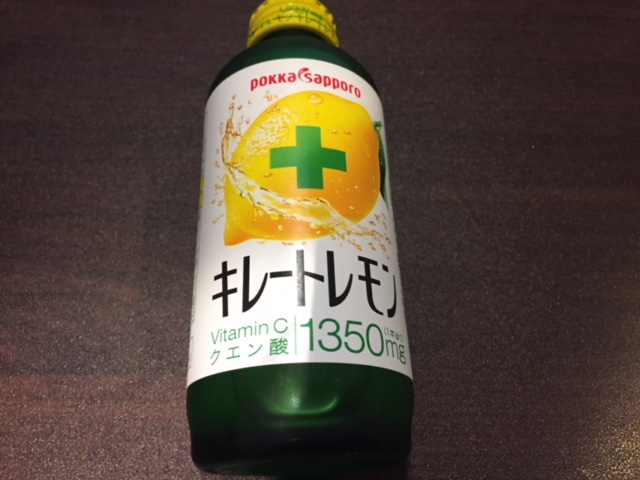 pokka sapporo
キレートレモン
Vitamin C
クエン酸
1350mg